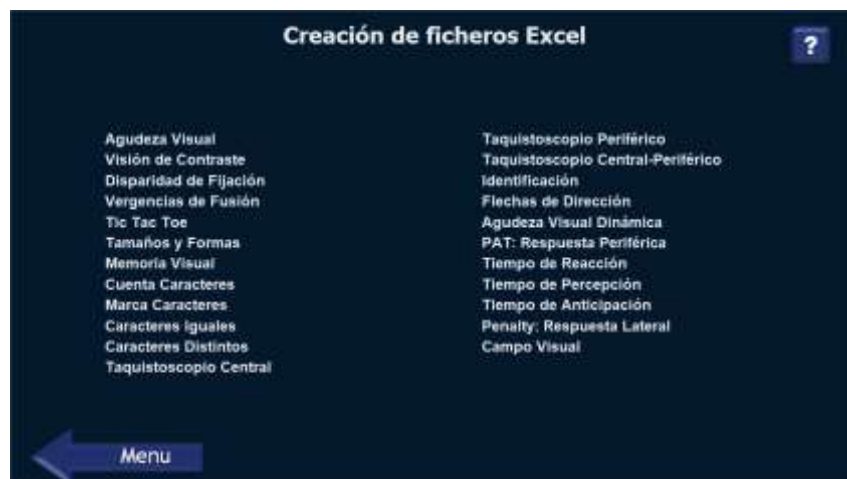 Creación de ficheros Excel
?
Agudeza Visual
Visión de Contraste
Disparidad de Fijación
Vergencias de Fusión
Tic Tac Toe
Tamaños y Formas
Memoria Visual
Cuenta Caracteres
Marca Caracteres
Caracteres Iguales
Caracteres Distintos
Taquistoscopio Central
Taquistoscopio Periférico
Taquistoscopio Central-Periférico
Identificación
Flechas de Dirección
Agudeza Visual Dinámica
PAT: Respuesta Periférica
Tiempo de Reacción
Tiempo de Percepción
Tiempo de Anticipación
Penalty: Respuesta Lateral
Campo Visual
Menu